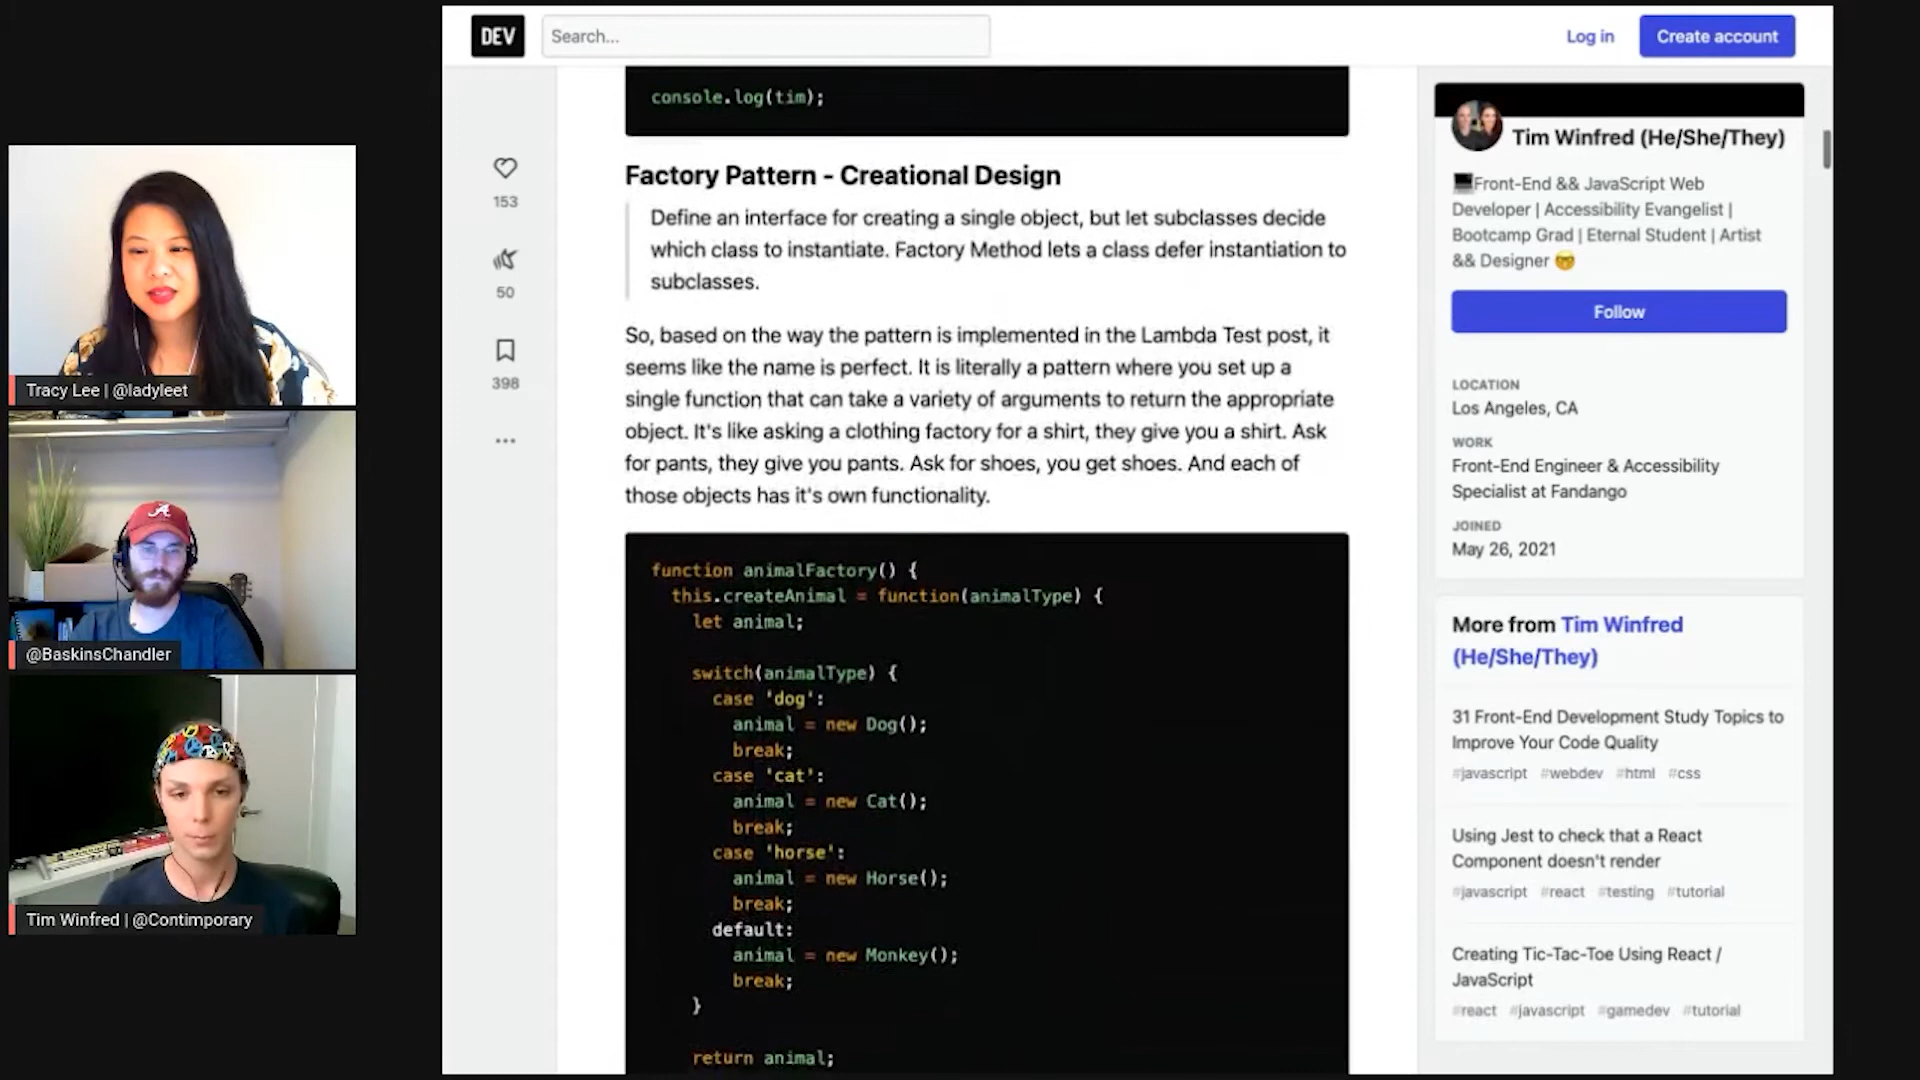 DEV
Search...
Log in
Create account
console.log(tim);
153
50
398
Factory Pattern - Creational Design
Define an interface for creating a single object, but let subclasses decide
which class to instantiate. Factory Method lets a class defer instantiation to
subclasses.
So, based on the way the pattern is implemented in the Lambda Test post, it
seems like the name is perfect. It is literally a pattern where you set up a
single function that can take a variety of arguments to return the appropriate
object. It's like asking a clothing factory for a shirt, they give you a shirt. Ask
for pants, they give you pants. Ask for shoes, you get shoes. And each of
those objects has it's own functionality.
function animalFactory() {
this.createAnimal = function(animalType) {
let animal;
switch(animalType) {
case 'dog':
animal = new Dog();
break;
case 'cat':
animal = new Cat();
break;
case 'horse':
animal = new Horse();
break;
default:
animal = new Monkey();
break;
}
return animal;
Tim Winfred (He/She/They)
Front-End && JavaScript Web
Developer | Accessibility Evangelist |
Bootcamp Grad | Eternal Student | Artist
&& Designer 🤓
Follow
LOCATION
Los Angeles, CA
WORK
Front-End Engineer & Accessibility
Specialist at Fandango
JOINED
May 26, 2021
More from Tim Winfred
(He/She/They)
31 Front-End Development Study Topics to
Improve Your Code Quality
#javascript #webdev #html #css
Using Jest to check that a React
Component doesn't render
#javascript #react #testing #tutorial
Creating Tic-Tac-Toe Using React /
JavaScript
#react #javascript #gamedev #tutorial
Tracy Lee | @ladyleet
A
@BaskinsChandler
Tim Winfred | @Contimporary